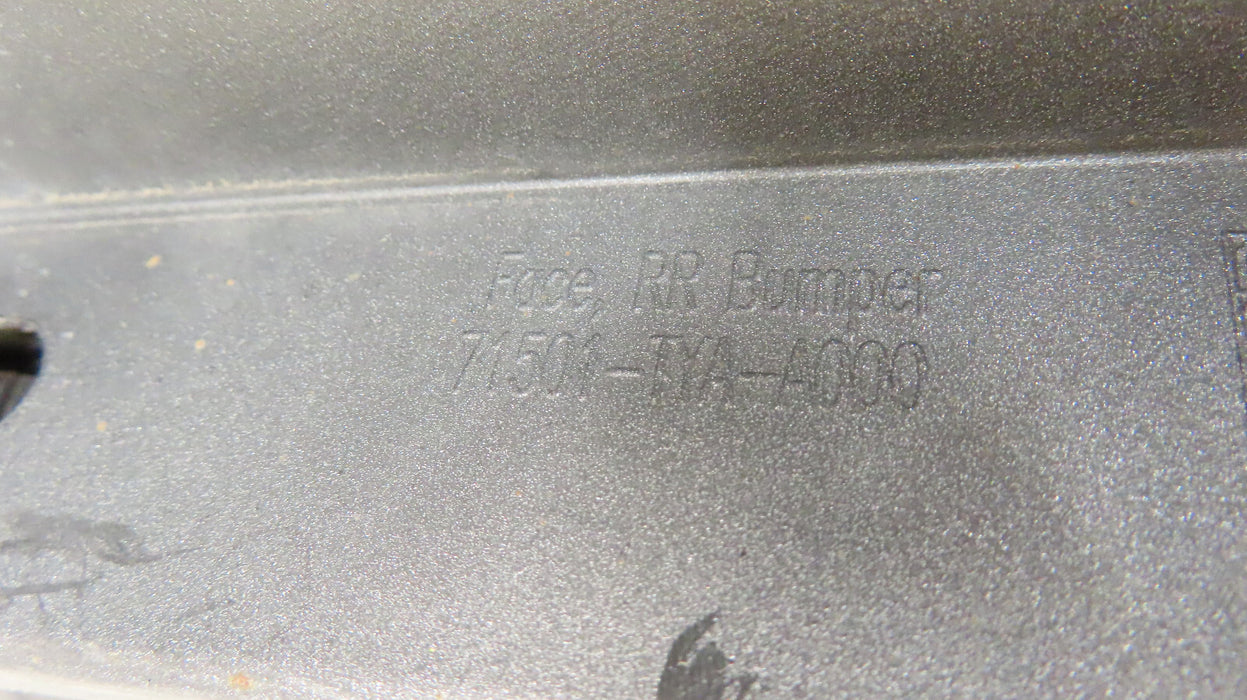 Face, RR Bumper
71501-TYA-A000